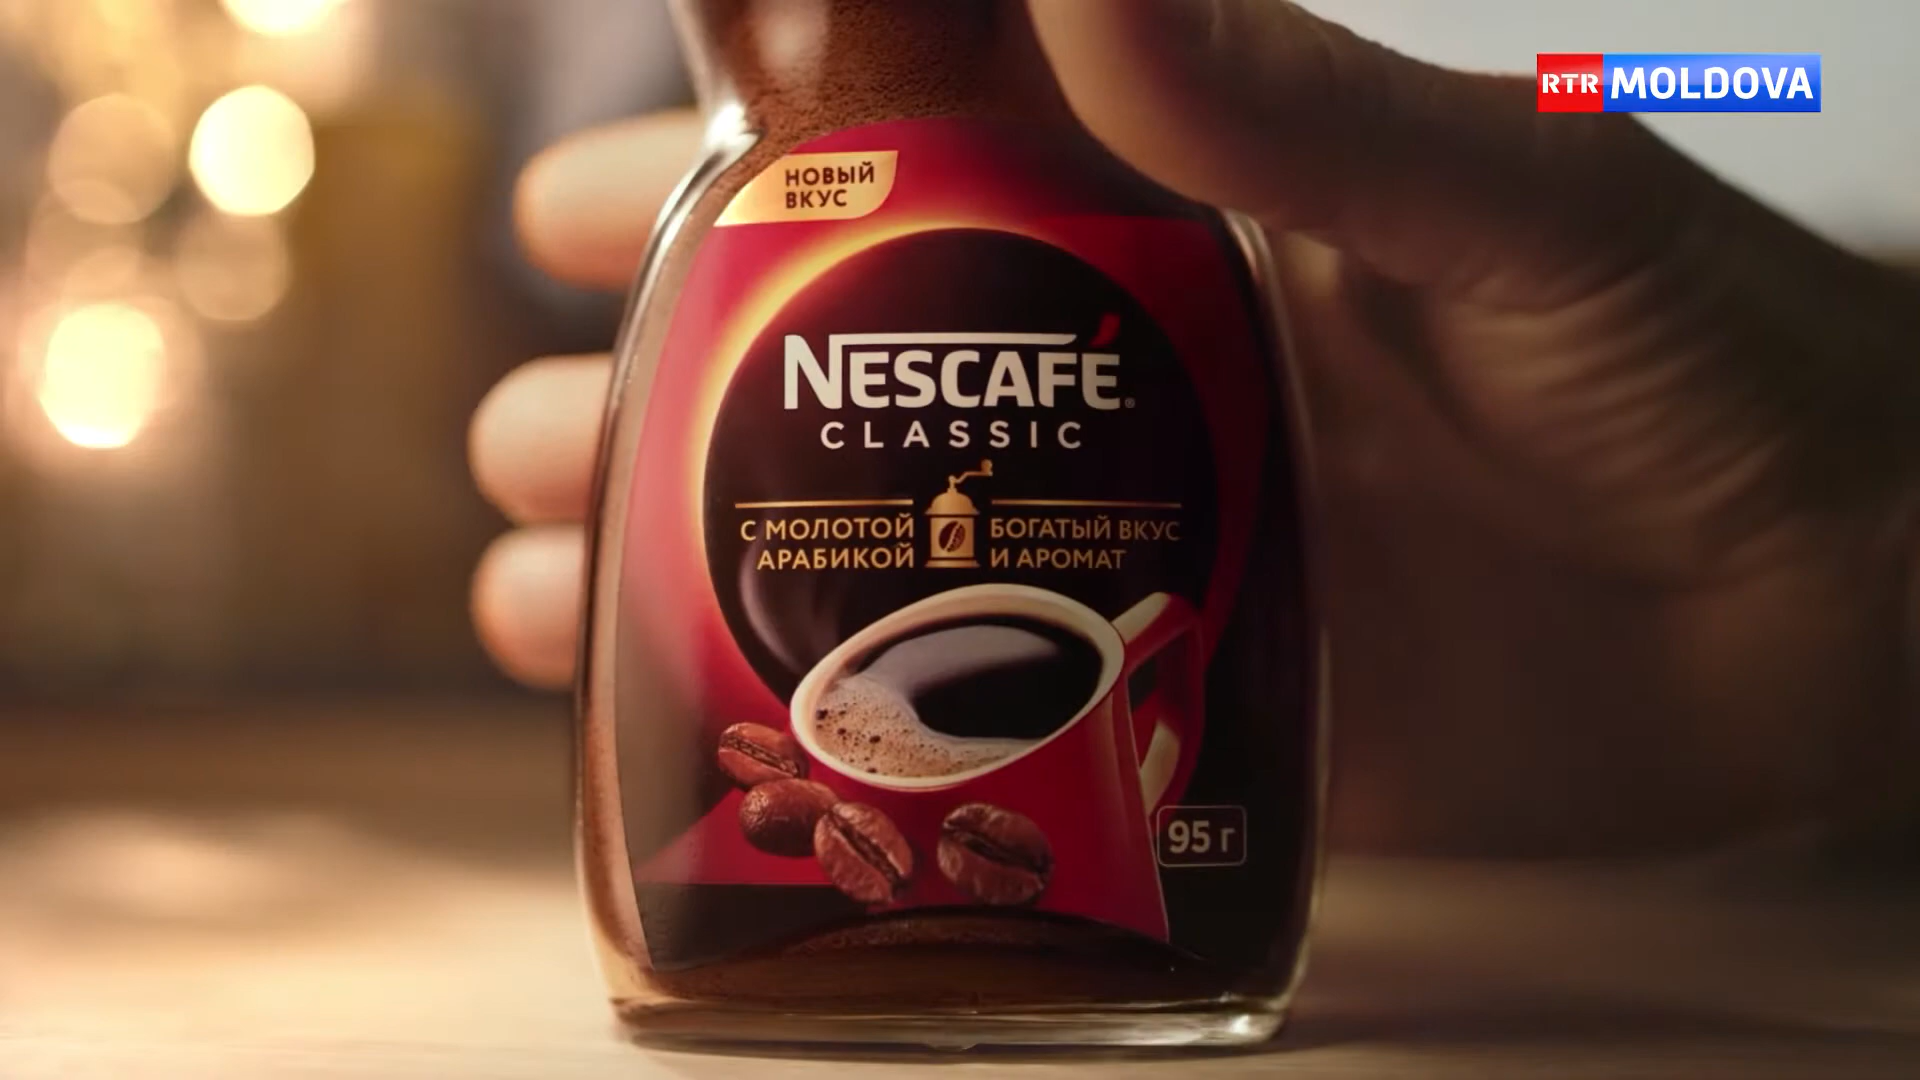 RTR MOLDOVA
НОВЫЙ
ВКУС
NESCAFÉ®
CLASSIC
С МОЛОТОЙ
АРАБИКОЙ
БОГАТЫЙ ВКУС
И АРОМАТ
95 г